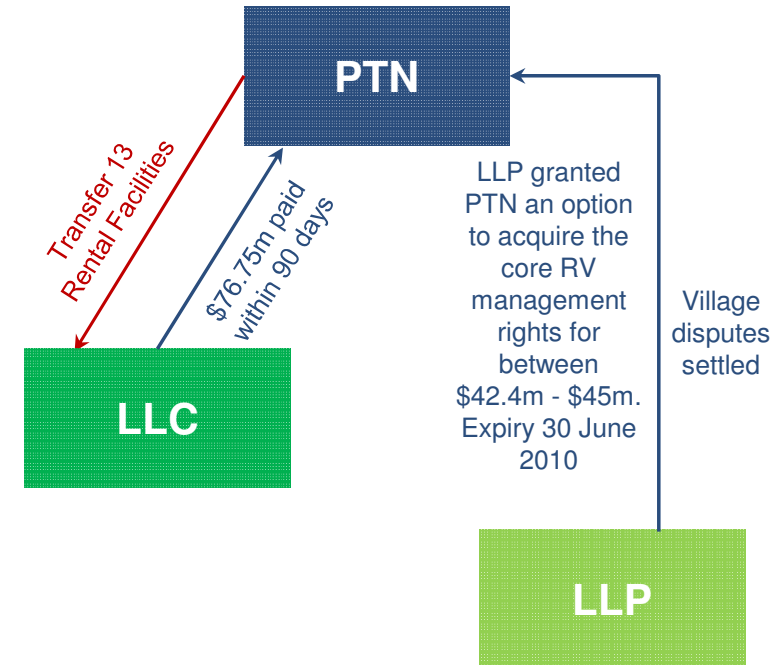 PTN
Transfer 13
Rental Facilities
$76.75m paid
within 90 days
LLP granted
PTN an option
to acquire the
core RV
management
rights for
between
$42.4m - $45m.
Expiry 30 June
2010
Village
disputes
settled
LLC
LLP